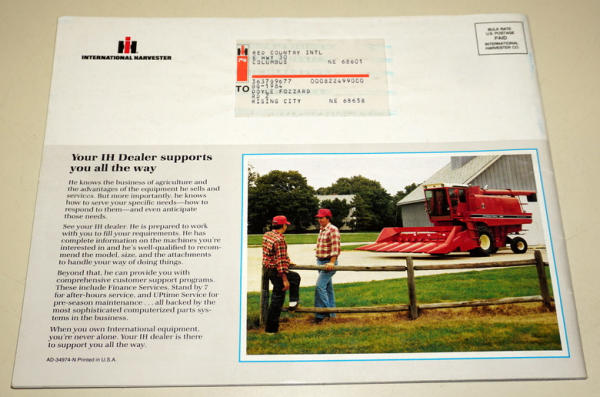 IH
INTERNATIONAL HARVESTER
BULK RATE
U.S. POSTAGE
PAID
INTERNATIONAL
HARVESTER CO.
RED COUNTRY INTL
E HWY 30
COLUMBUS NE 68601
363709677 000822499000
DOYLE FOZZARD
TO
RISING CITY NE 68658
Your IH Dealer supports
you all the way
He knows the business of agriculture and
the advantages of the equipment he sells and
services. But more importantly, he knows
how to serve your specific needs—how to
respond to them—and even anticipate
those needs.
See your IH dealer. He is prepared to work
with you to fill your requirements. He has
complete information on the machines you're
interested in and he's well-qualified to recom-
mend the model, size, and the attachments
to handle your way of doing things.
Beyond that, he can provide you with
comprehensive customer support programs.
These include Finance Services, Stand by 7
for after-hours service, and UPtime Service for
pre-season maintenance . . . all backed by the
most sophisticated computerized parts sys-
tems in the business.
When you own International equipment,
you're never alone. Your IH dealer is there
to support you all the way.
AD-34974-N Printed in U.S.A.